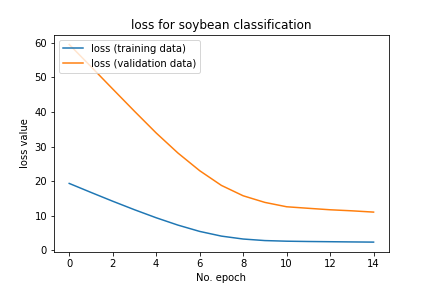 loss for soybean classification
loss (training data)
loss (validation data)
60
50
40
30
20
10
0
loss value
0 2 4 6 8 10 12 14
No. epoch